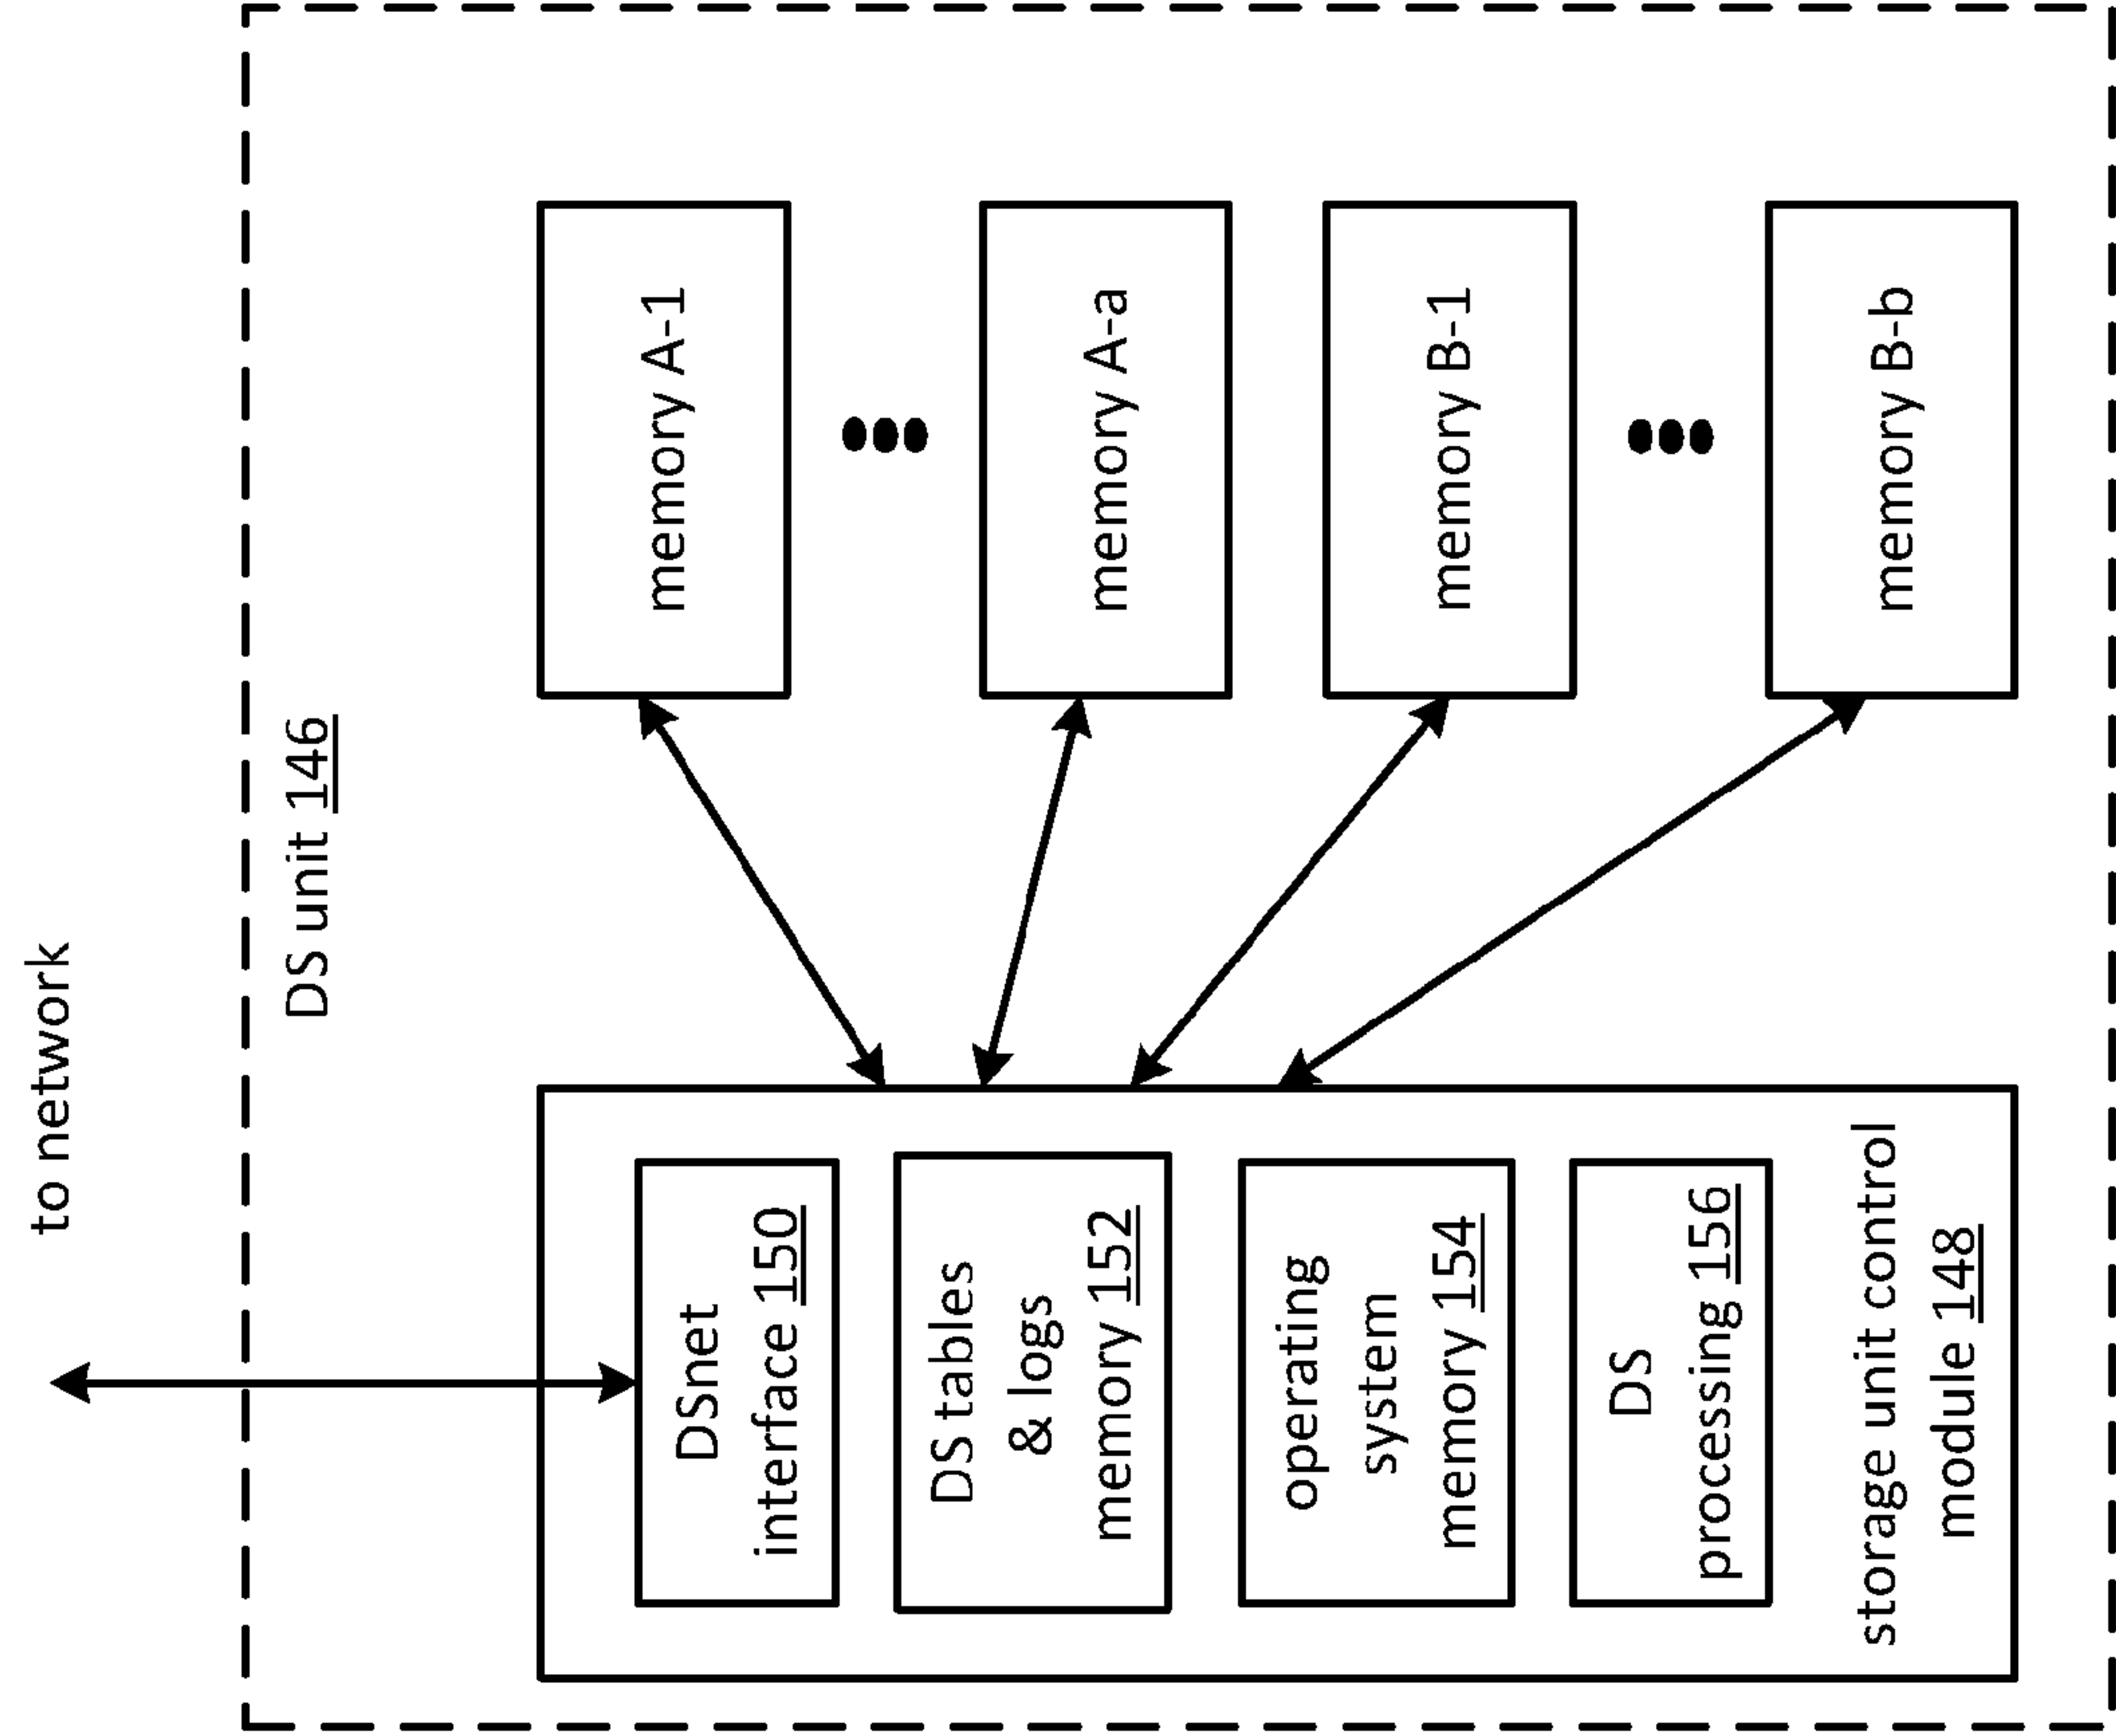 to network
DS unit 146
DSnet
interface 150
DS tables
& logs
memory 152
operating
system
memory 154
DS
processing 156
storage unit control
module 148
memory A-1
memory A-a
memory B-1
memory B-b